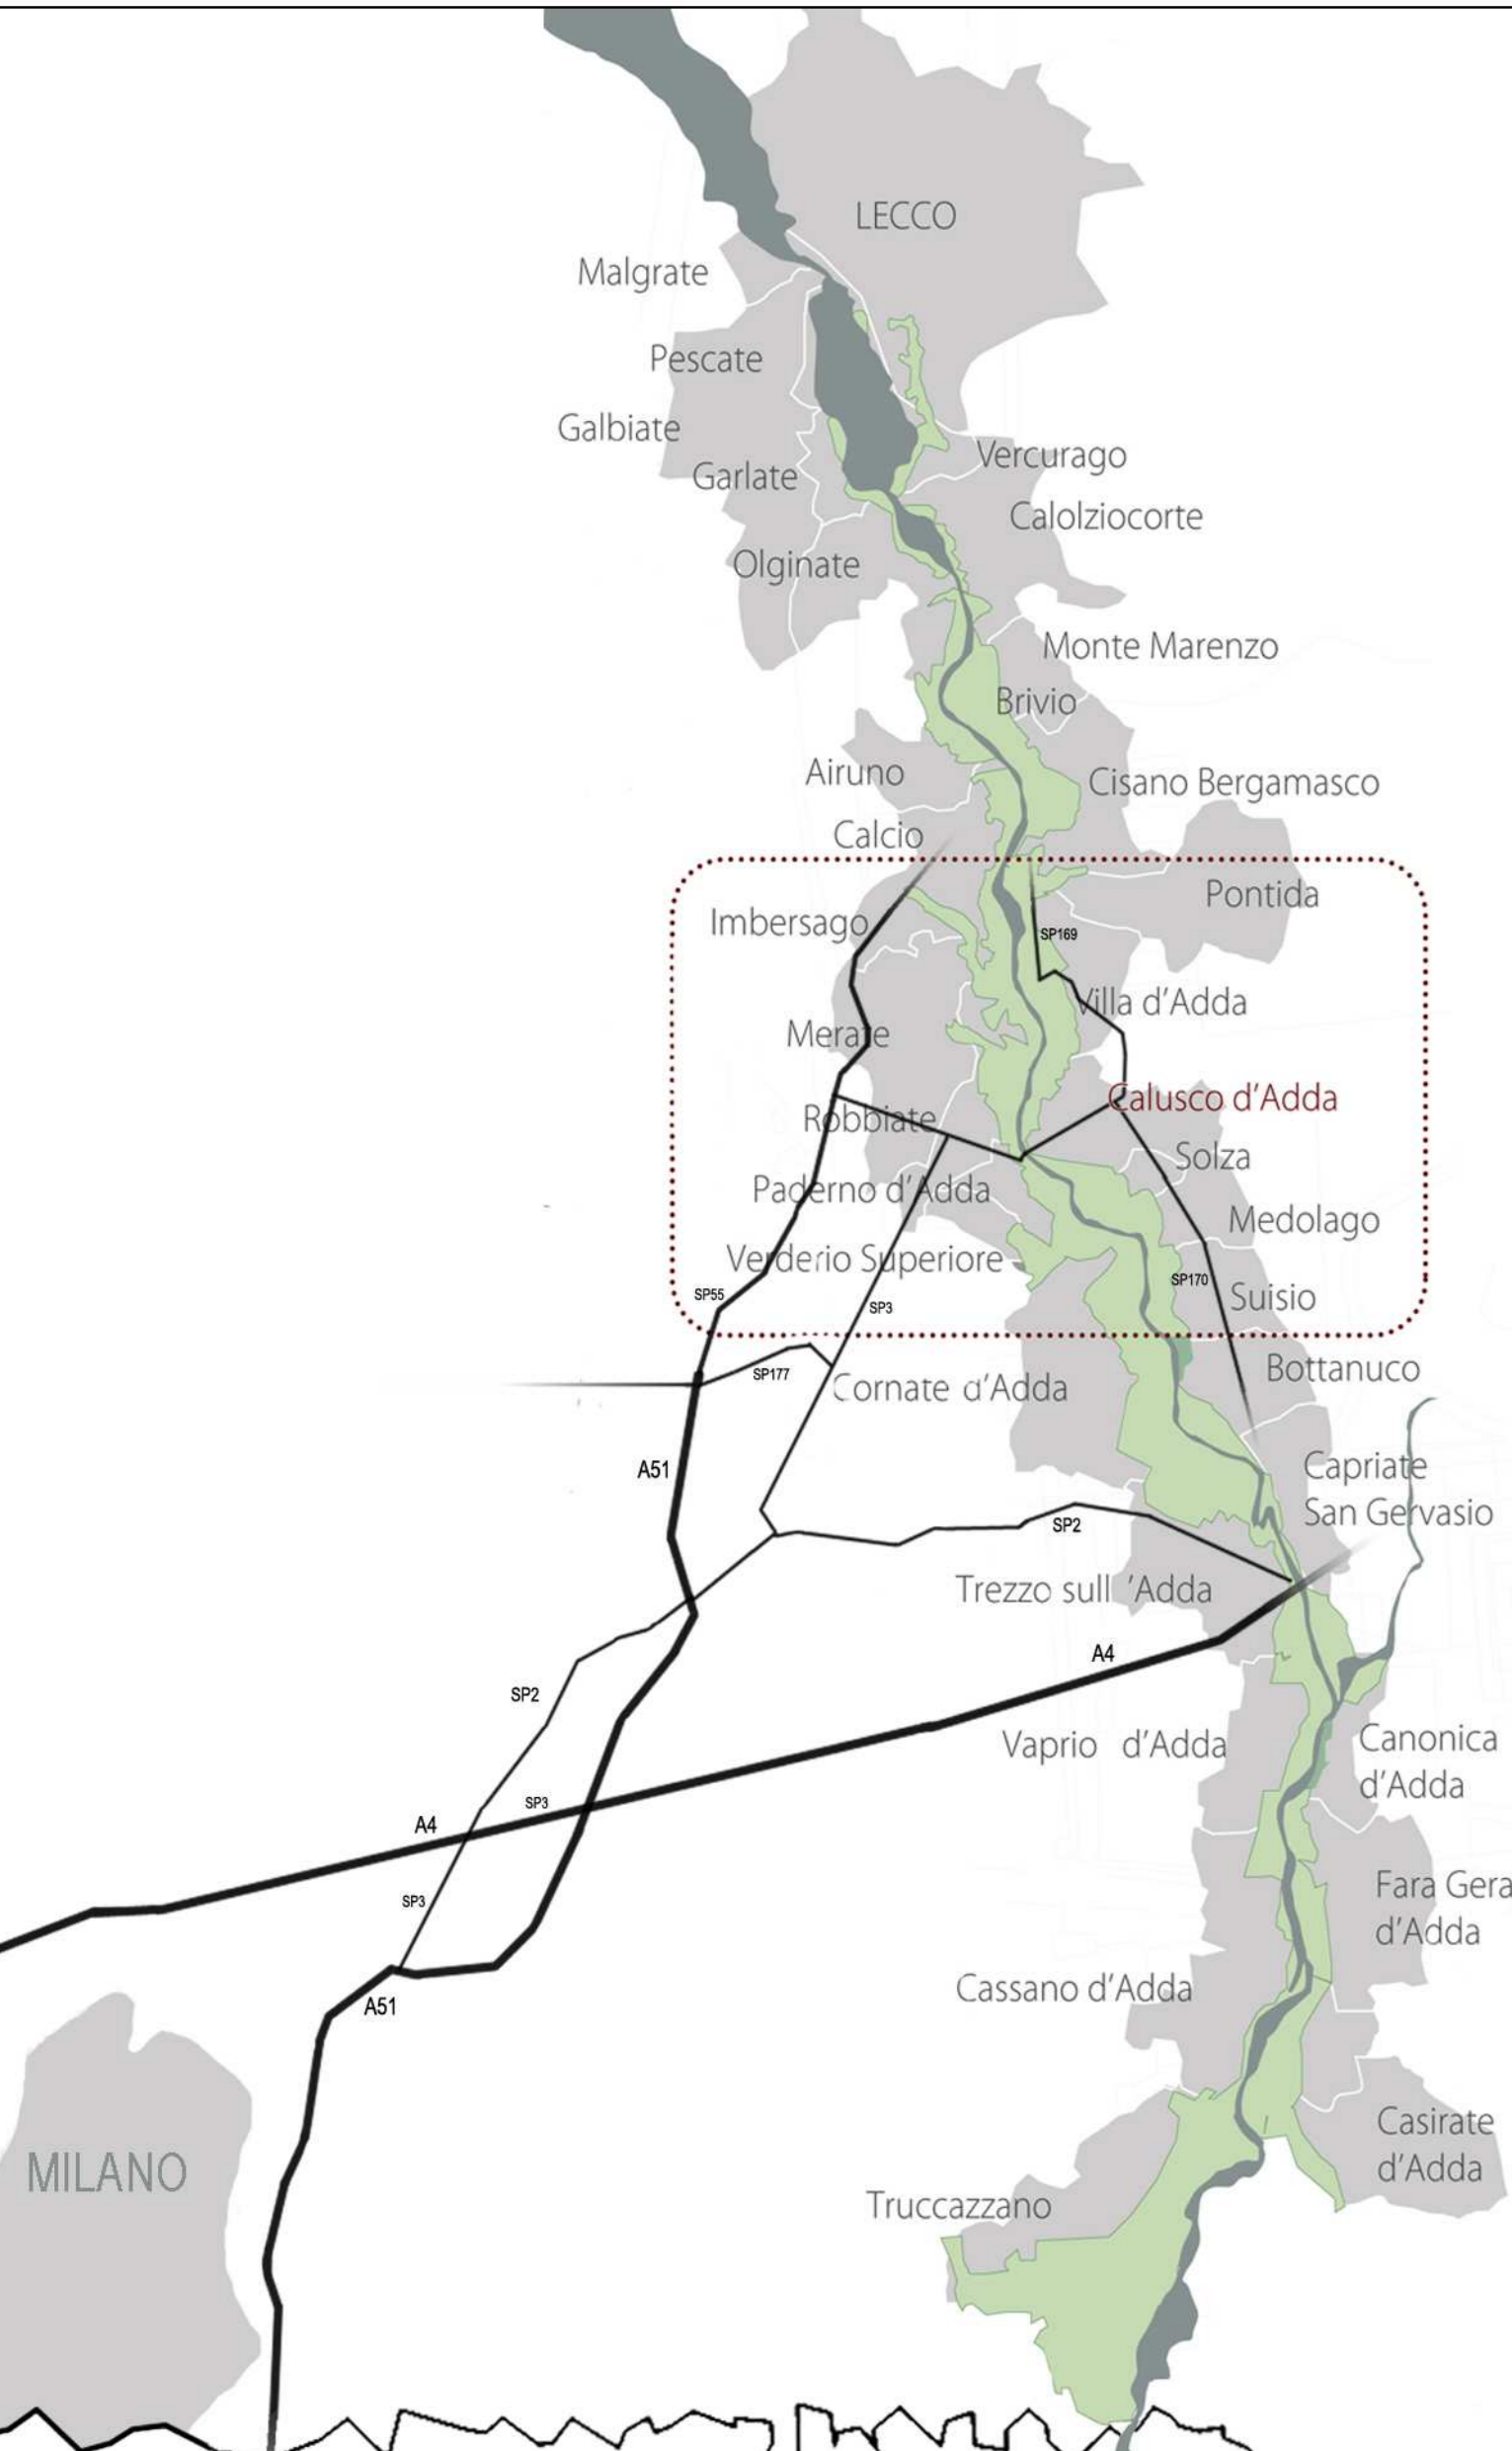 LECCO
Malgrate
Pescate
Galbiate
Vercurago
Garlate
Calolziocorte
Olginate
Monte Marenzo
Brivio
Airuno
Cisano Bergamasco
Calcio
Pontida
Imbersago
SP169
Villa d'Adda
Merate
Calusco d'Adda
Robbiate
Solza
Paderno d'Adda
Medolago
Verderio Superiore
SP170
SP55
Suisio
SP3
Bottanuco
SP177
Cornate d'Adda
A51
Capriate
San Gervasio
SP2
Trezzo sull 'Adda
A4
SP2
Vaprio d'Adda
Canonica
d'Adda
SP3
A4
Fara Gera
d'Adda
SP3
Cassano d'Adda
A51
Casirate
d'Adda
MILANO
Truccazzano